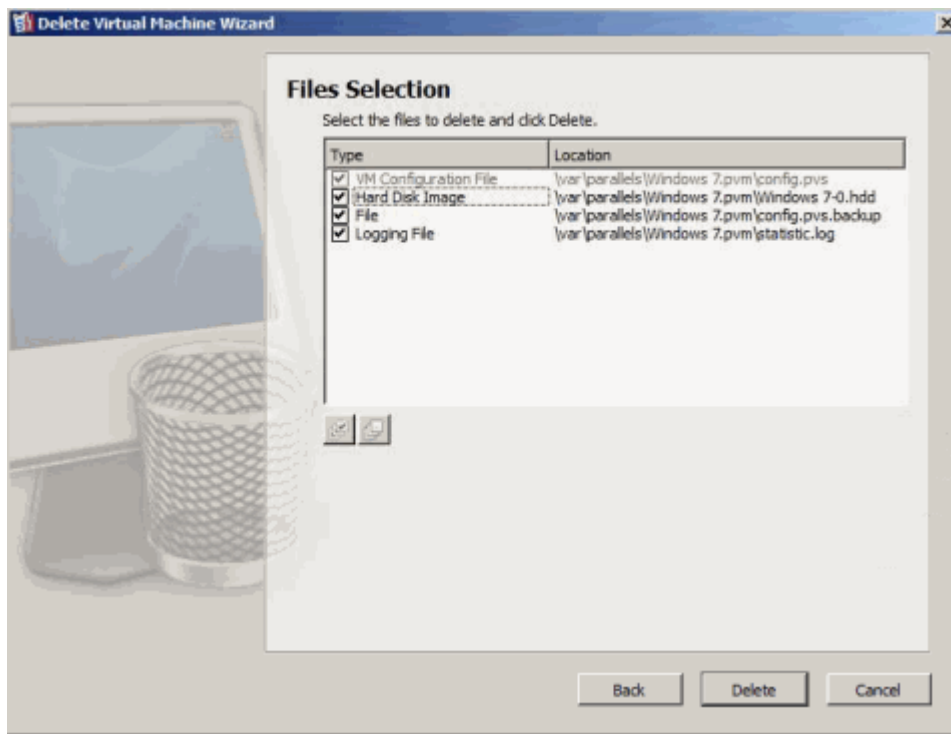 Delete Virtual Machine Wizard
Files Selection
Select the files to delete and click Delete.
Type Location
VM Configuration File \var\parallels\Windows 7.pvm\config.pvs
Hard Disk Image \var\parallels\Windows 7.pvm\Windows 7-0.hdd
File \var\parallels\Windows 7.pvm\config.pvs.backup
Logging File \var\parallels\Windows 7.pvm\statistic.log
Back Delete Cancel